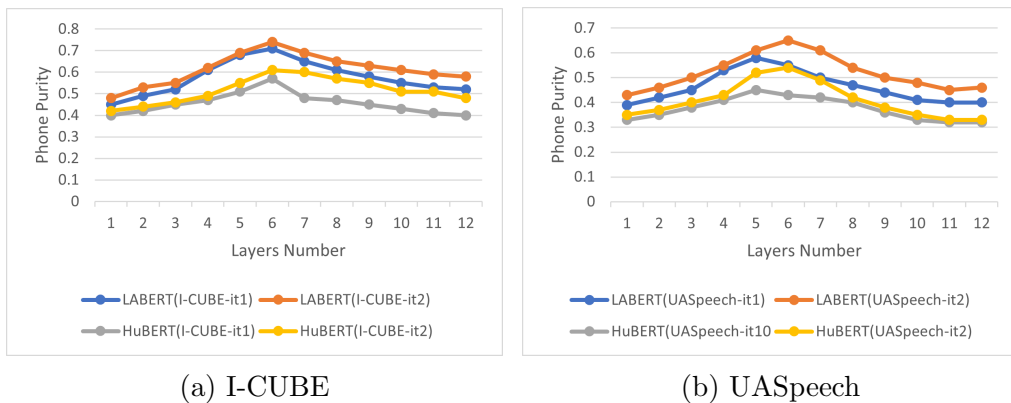 0.8
0.7
0.6
0.5
0.4
0.3
0.2
0.1
0
Phone Purity
1 2 3 4 5 6 7 8 9 10 11 12
Layers Number
LABERT(I-CUBE-it1) LABERT(I-CUBE-it2)
HuBERT(I-CUBE-it1) HuBERT(I-CUBE-it2)
(a) I-CUBE
0.7
0.6
0.5
0.4
0.3
0.2
0.1
0
Phone Purity
1 2 3 4 5 6 7 8 9 10 11 12
Layers Number
LABERT(UASpeech-it1) LABERT(UASpeech-it2)
HuBERT(UASpeech-it10 HuBERT(UASpeech-it2)
(b) UASpeech